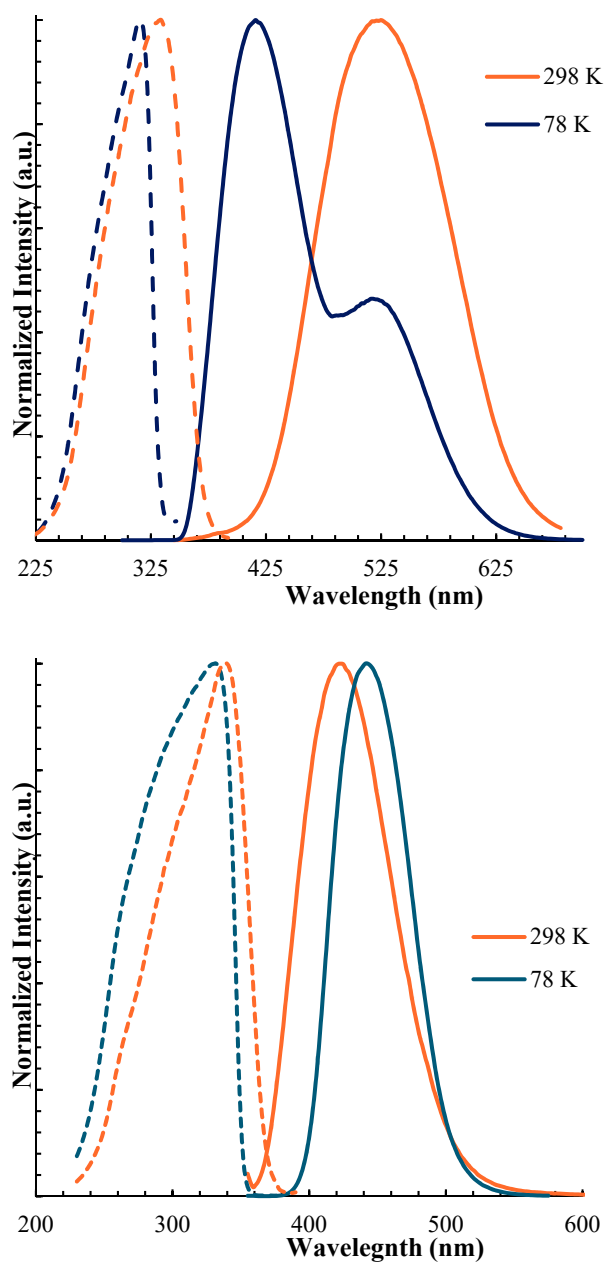 Normalized Intensity (a.u.)
298 K
78 K
225 325 425 525 625
Wavelength (nm)
Normalized Intensity (a.u.)
298 K
78 K
200 300 400 500 600
Wavelegnth (nm)